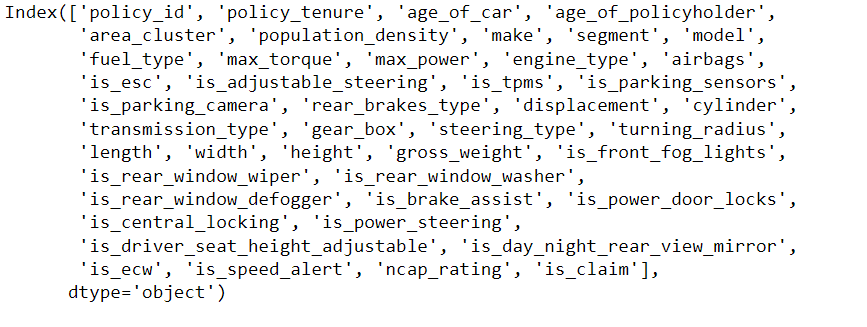 Index(['policy_id', 'policy_tenure', 'age_of_car', 'age_of_policyholder',
'area_cluster', 'population_density', 'make', 'segment', 'model',
'fuel_type', 'max_torque', 'max_power', 'engine_type', 'airbags',
'is_esc', 'is_adjustable_steering', 'is_tpms', 'is_parking_sensors',
'is_parking_camera', 'rear_brakes_type', 'displacement', 'cylinder',
'transmission_type', 'gear_box', 'steering_type', 'turning_radius',
'length', 'width', 'height', 'gross_weight', 'is_front_fog_lights',
'is_rear_window_wiper', 'is_rear_window_washer',
'is_rear_window_defogger', 'is_brake_assist', 'is_power_door_locks',
'is_central_locking', 'is_power_steering',
'is_driver_seat_height_adjustable', 'is_day_night_rear_view_mirror',
'is_ecw', 'is_speed_alert', 'ncap_rating', 'is_claim'],
dtype='object')